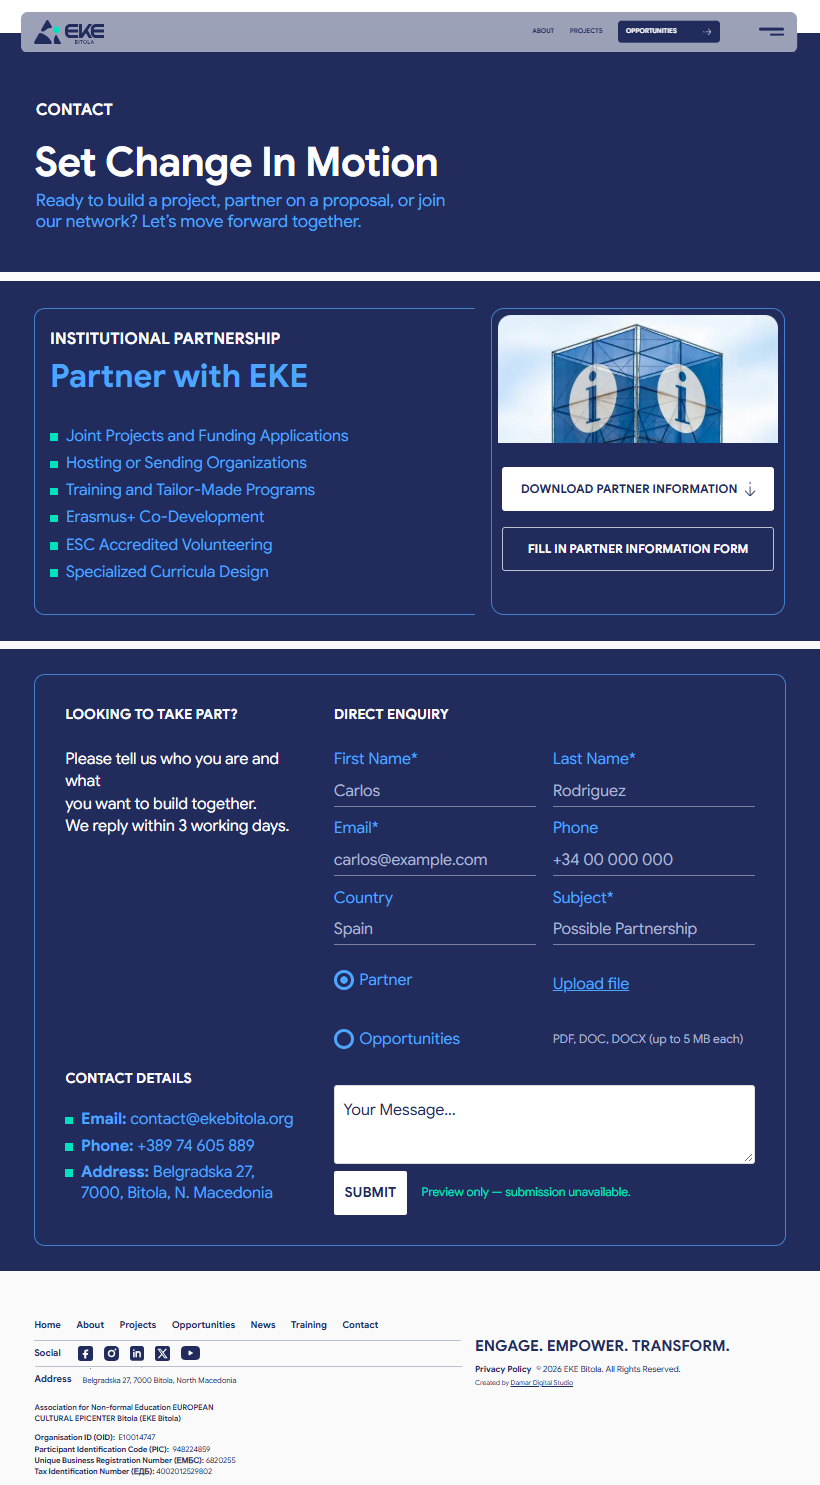 EKE
BITOLA
ABOUT
PROJECTS
OPPORTUNITIES
CONTACT
Set Change In Motion
Ready to build a project, partner on a proposal, or join
our network? Let's move forward together.
INSTITUTIONAL PARTNERSHIP
Partner with EKE
Joint Projects and Funding Applications
Hosting or Sending Organizations
Training and Tailor-Made Programs
Erasmus+ Co-Development
ESC Accredited Volunteering
Specialized Curricula Design
i i
DOWNLOAD PARTNER INFORMATION
FILL IN PARTNER INFORMATION FORM
LOOKING TO TAKE PART?
Please tell us who you are and
what
you want to build together.
We reply within 3 working days.
DIRECT ENQUIRY
First Name*
Last Name*
Carlos
Rodriguez
Email*
Phone
carlos@example.com
+34 00 000 000
Country
Subject*
Spain
Possible Partnership
Partner
Upload file
Opportunities
PDF, DOC, DOCX (up to 5 MB each)
CONTACT DETAILS
Email: contact@ekebitola.org
Phone: +389 74 605 889
Address: Belgradska 27,
7000, Bitola, N. Macedonia
Your Message...
SUBMIT
Preview only — submission unavailable.
Home About Projects Opportunities News Training Contact
Social
Address Belgradska 27, 7000 Bitola, North Macedonia
Association for Non-formal Education EUROPEAN
CULTURAL EPICENTER Bitola (EKE Bitola)
Organisation ID (OID): E10014747
Participant Identification Code (PIC): 948224859
Unique Business Registration Number (ЕМБС): 6820255
Tax Identification Number (ЕДБ): 4002012529802
ENGAGE. EMPOWER. TRANSFORM.
Privacy Policy © 2026 EKE Bitola. All Rights Reserved.
Created by Damar Digital Studio